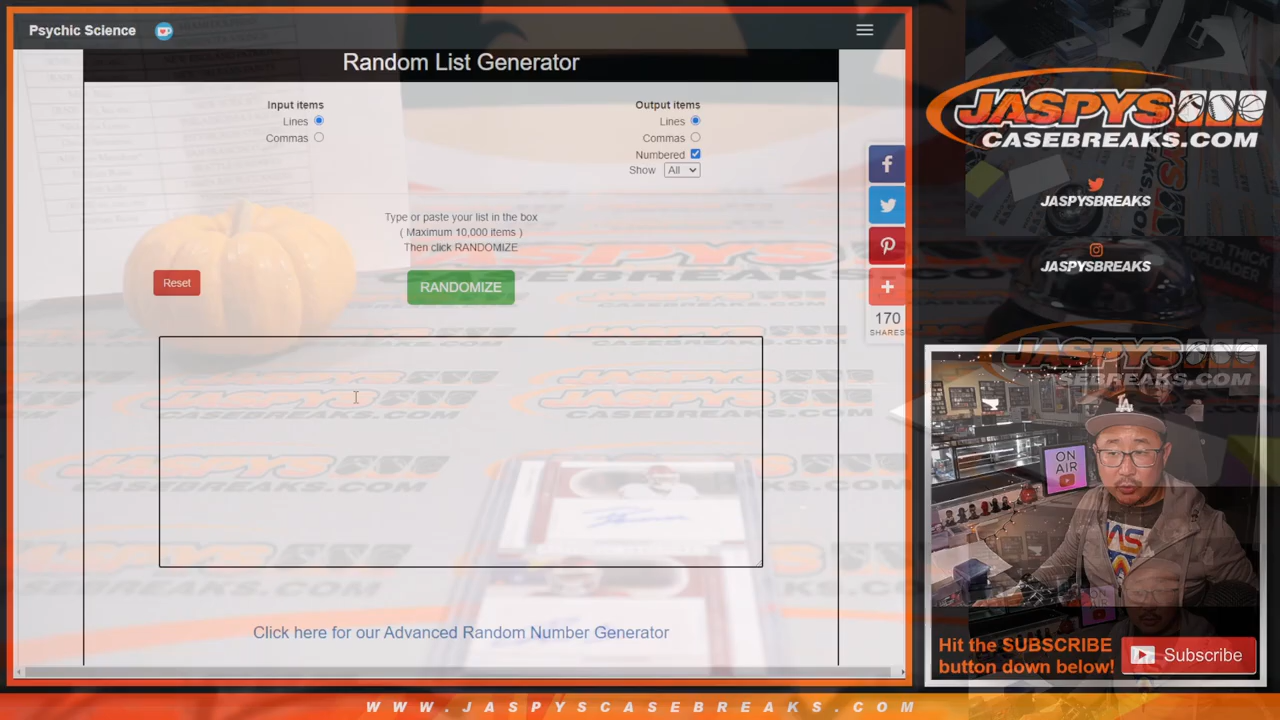 Psychic Science
Random List Generator
Input items
Lines
Commas
Output items
Lines
Commas
Numbered
Show All
Type or paste your list in the box
( Maximum 10,000 items )
Then click RANDOMIZE
Reset
RANDOMIZE
170
SHARES
Click here for our Advanced Random Number Generator
JASPYS
CASEBREAKS.COM
JASPYSBREAKS
JASPYSBREAKS
ON
AIR
LA
Hit the SUBSCRIBE
button down below!
Subscribe
WWW.JASPYSCASEBREAKS.COM